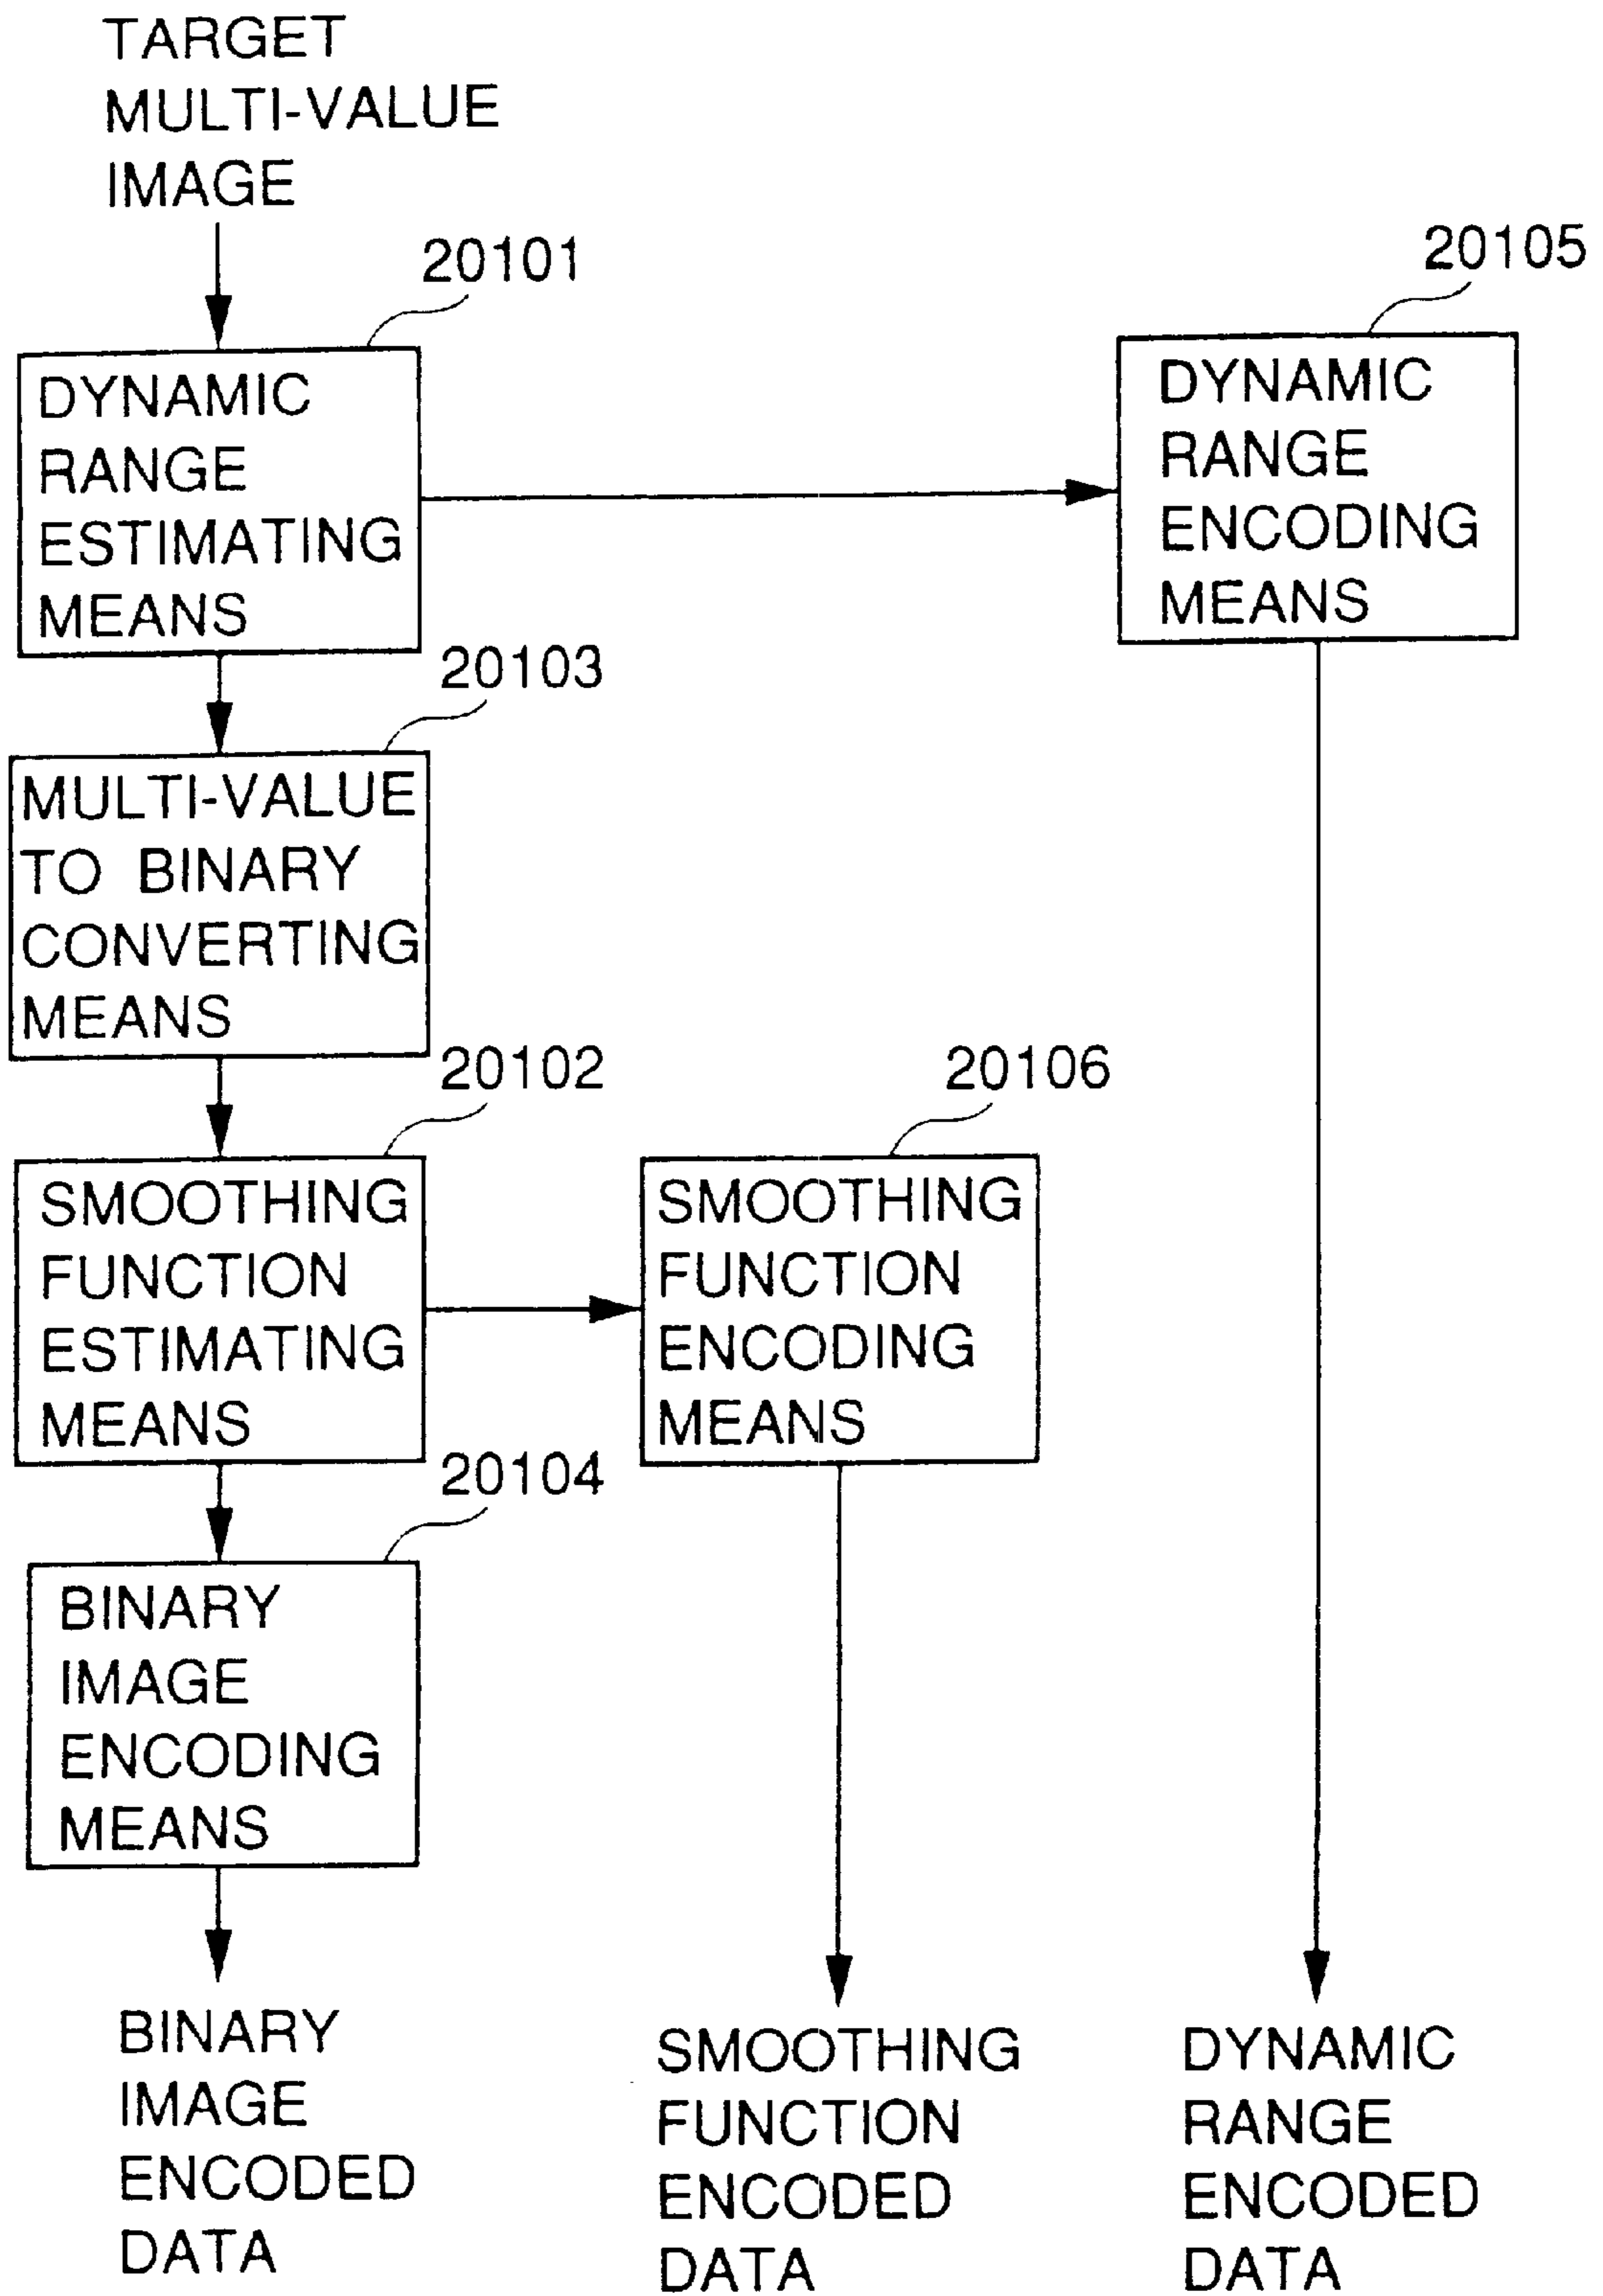 TARGET
MULTI-VALUE
IMAGE
20101
20105
DYNAMIC
RANGE
ESTIMATING
MEANS
DYNAMIC
RANGE
ENCODING
MEANS
20103
MULTI-VALUE
TO BINARY
CONVERTING
MEANS
20102
20106
SMOOTHING
FUNCTION
ESTIMATING
MEANS
SMOOTHING
FUNCTION
ENCODING
MEANS
20104
BINARY
IMAGE
ENCODING
MEANS
BINARY
IMAGE
ENCODED
DATA
SMOOTHING
FUNCTION
ENCODED
DATA
DYNAMIC
RANGE
ENCODED
DATA